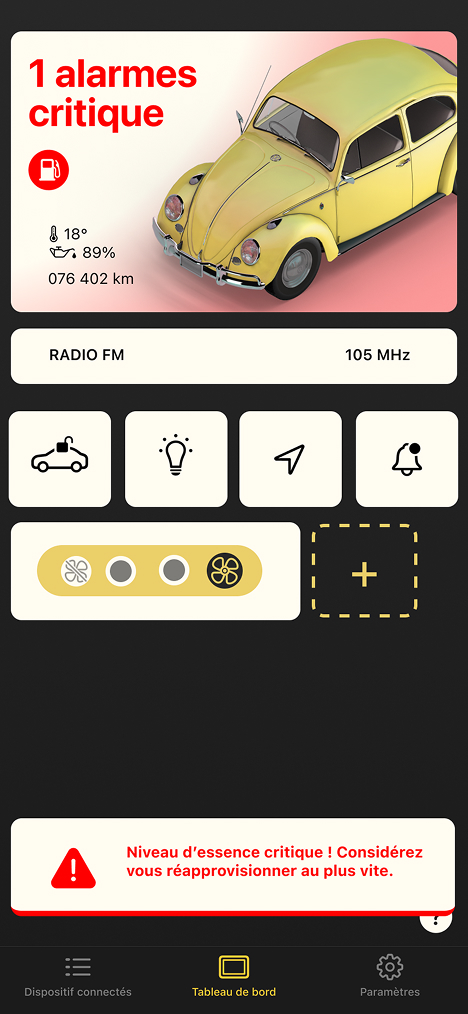 1 alarmes
critique
18°
89%
076 402 km
RADIO FM
105 MHz
Niveau d'essence critique ! Considérez
vous réapprovisionner au plus vite.
?
Dispositif connectés
Tableau de bord
Paramètres